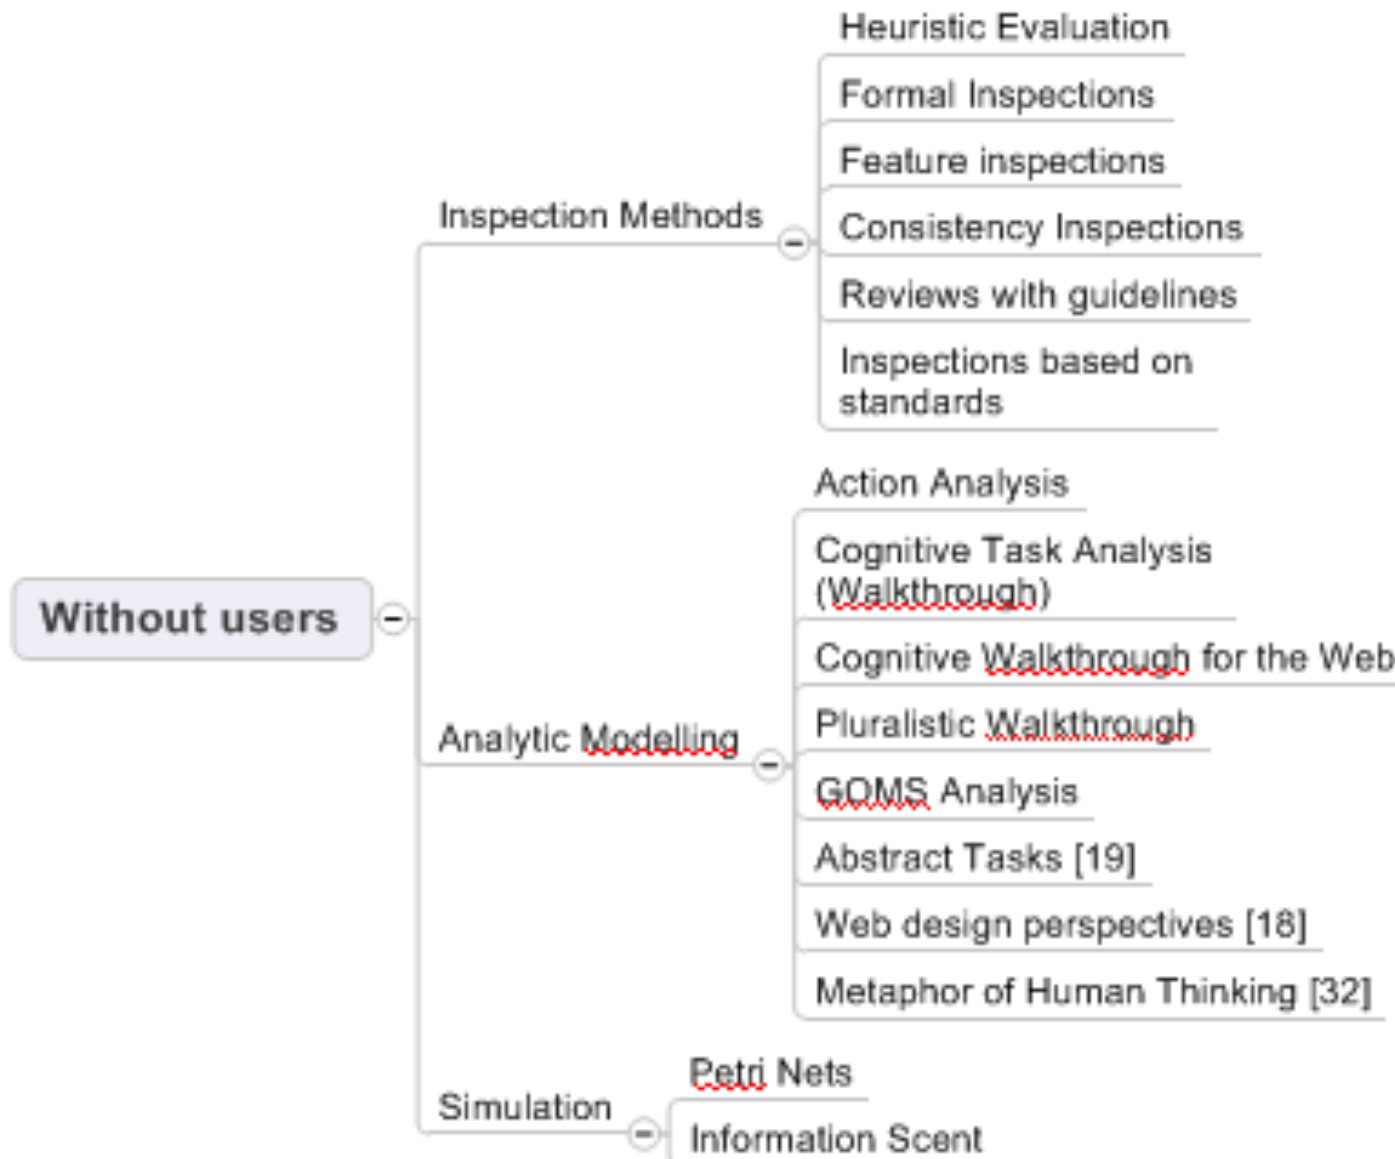 Heuristic Evaluation
Formal Inspections
Feature inspections
Inspection Methods
Consistency Inspections
Reviews with guidelines
Inspections based on
standards
Action Analysis
Cognitive Task Analysis
(Walkthrough)
Without users
Cognitive Walkthrough for the Web
Pluralistic Walkthrough
Analytic Modelling
GOMS Analysis
Abstract Tasks [19]
Web design perspectives [18]
Metaphor of Human Thinking [32]
Petri Nets
Simulation
Information Scent